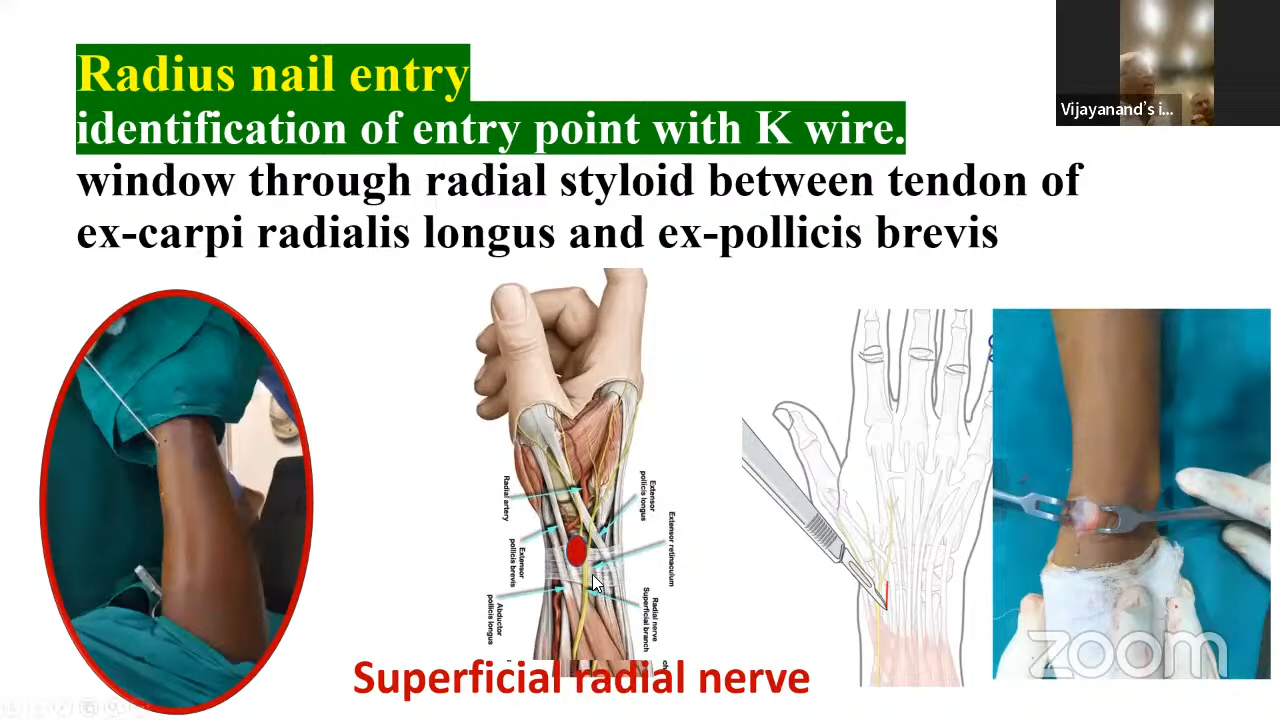 Radius nail entry
identification of entry point with K wire.
window through radial styloid between tendon of
ex-carpi radialis longus and ex-pollicis brevis
Vijayanand's i...
Radial artery
Extensor
pollicis brevis
Abductor
pollicis longus
Extensor
pollicis longus
Extensor retinaculum
Radial nerve
Superficial branch
Superficial radial nerve
zoom